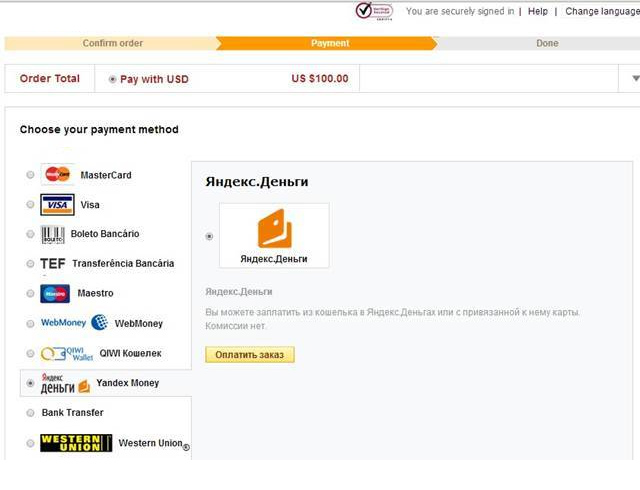 You are securely signed in | Help | Change language
Confirm order
Payment
Done
Order Total
Pay with USD
US $100.00
Choose your payment method
MasterCard
MasterCard
VISA
Visa
BOLETO
Boleto Bancário
TEF
Transferência Bancária
Maestro
Maestro
WebMoney
WebMoney
QIWI Wallet
QIWI Кошелек
Яндекс деньги
Yandex Money
Bank Transfer
WESTERN UNION
Western Union®
Яндекс.Деньги
Яндекс.Деньги
Яндекс.Деньги
Вы можете заплатить из кошелька в Яндекс.Деньгах или с привязанной к нему карты.
Комиссии нет.
Оплатить заказ